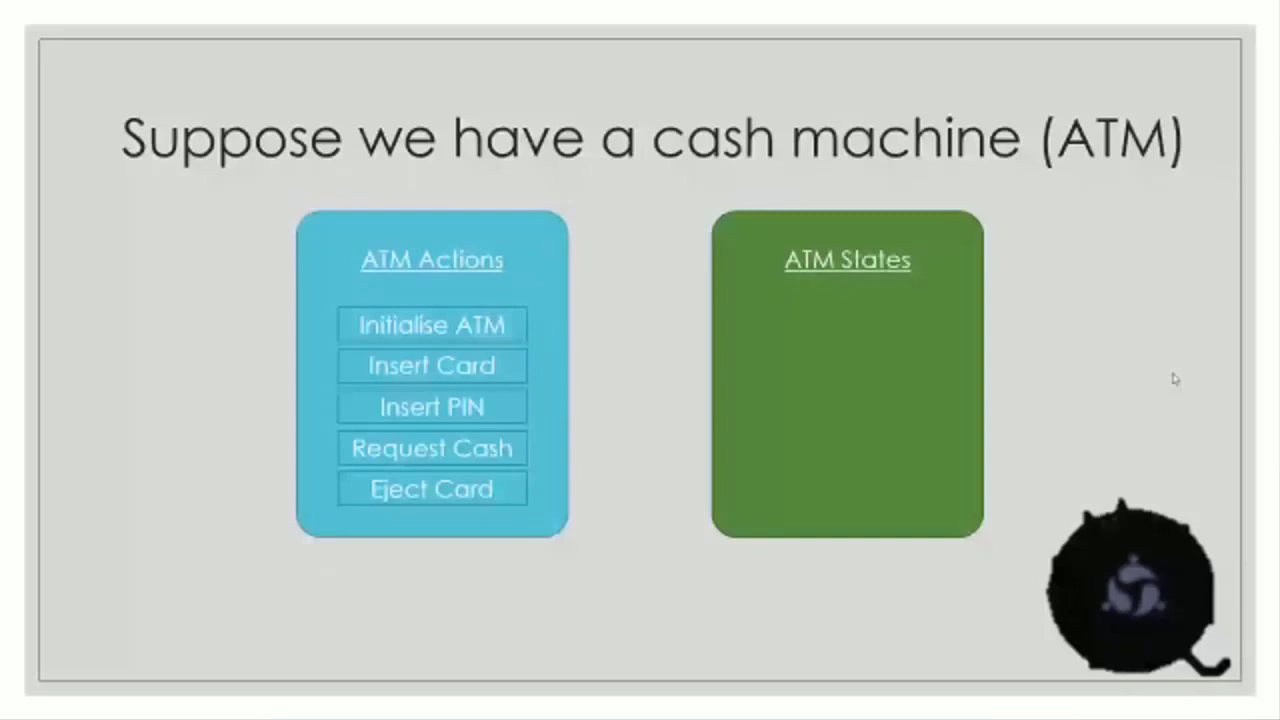 Suppose we have a cash machine (ATM)
ATM Actions
Initialise ATM
Insert Card
Insert PIN
Request Cash
Eject Card
ATM States